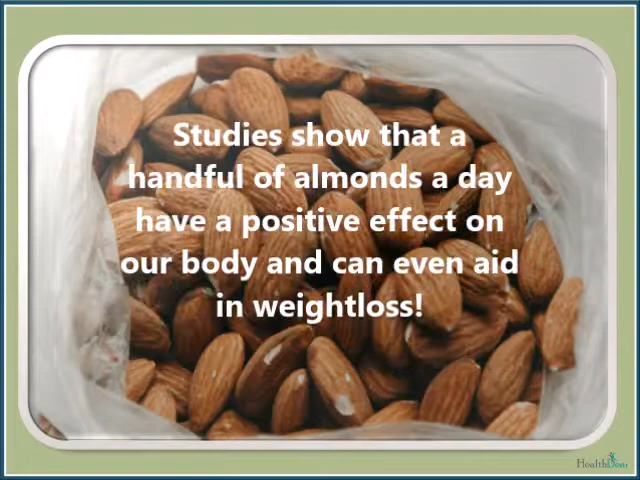 Studies show that a
handful of almonds a day
have a positive effect on
our body and can even aid
in weightloss!